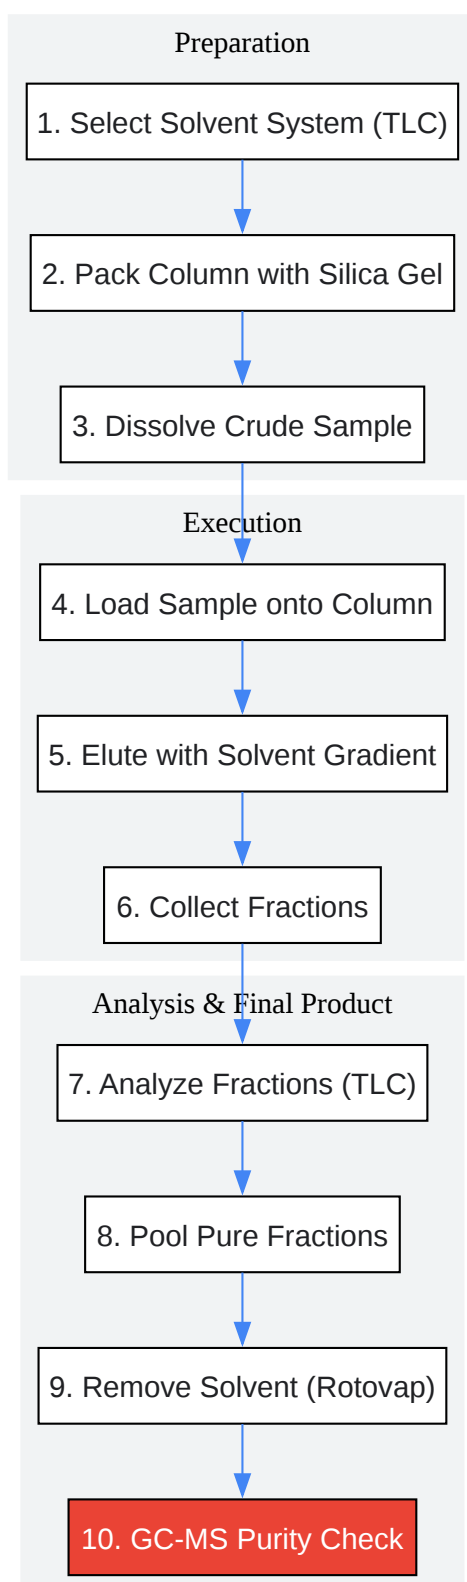 Preparation
1. Select Solvent System (TLC)
2. Pack Column with Silica Gel
3. Dissolve Crude Sample
Execution
4. Load Sample onto Column
5. Elute with Solvent Gradient
6. Collect Fractions
Analysis & Final Product
7. Analyze Fractions (TLC)
8. Pool Pure Fractions
9. Remove Solvent (Rotovap)
10. GC-MS Purity Check